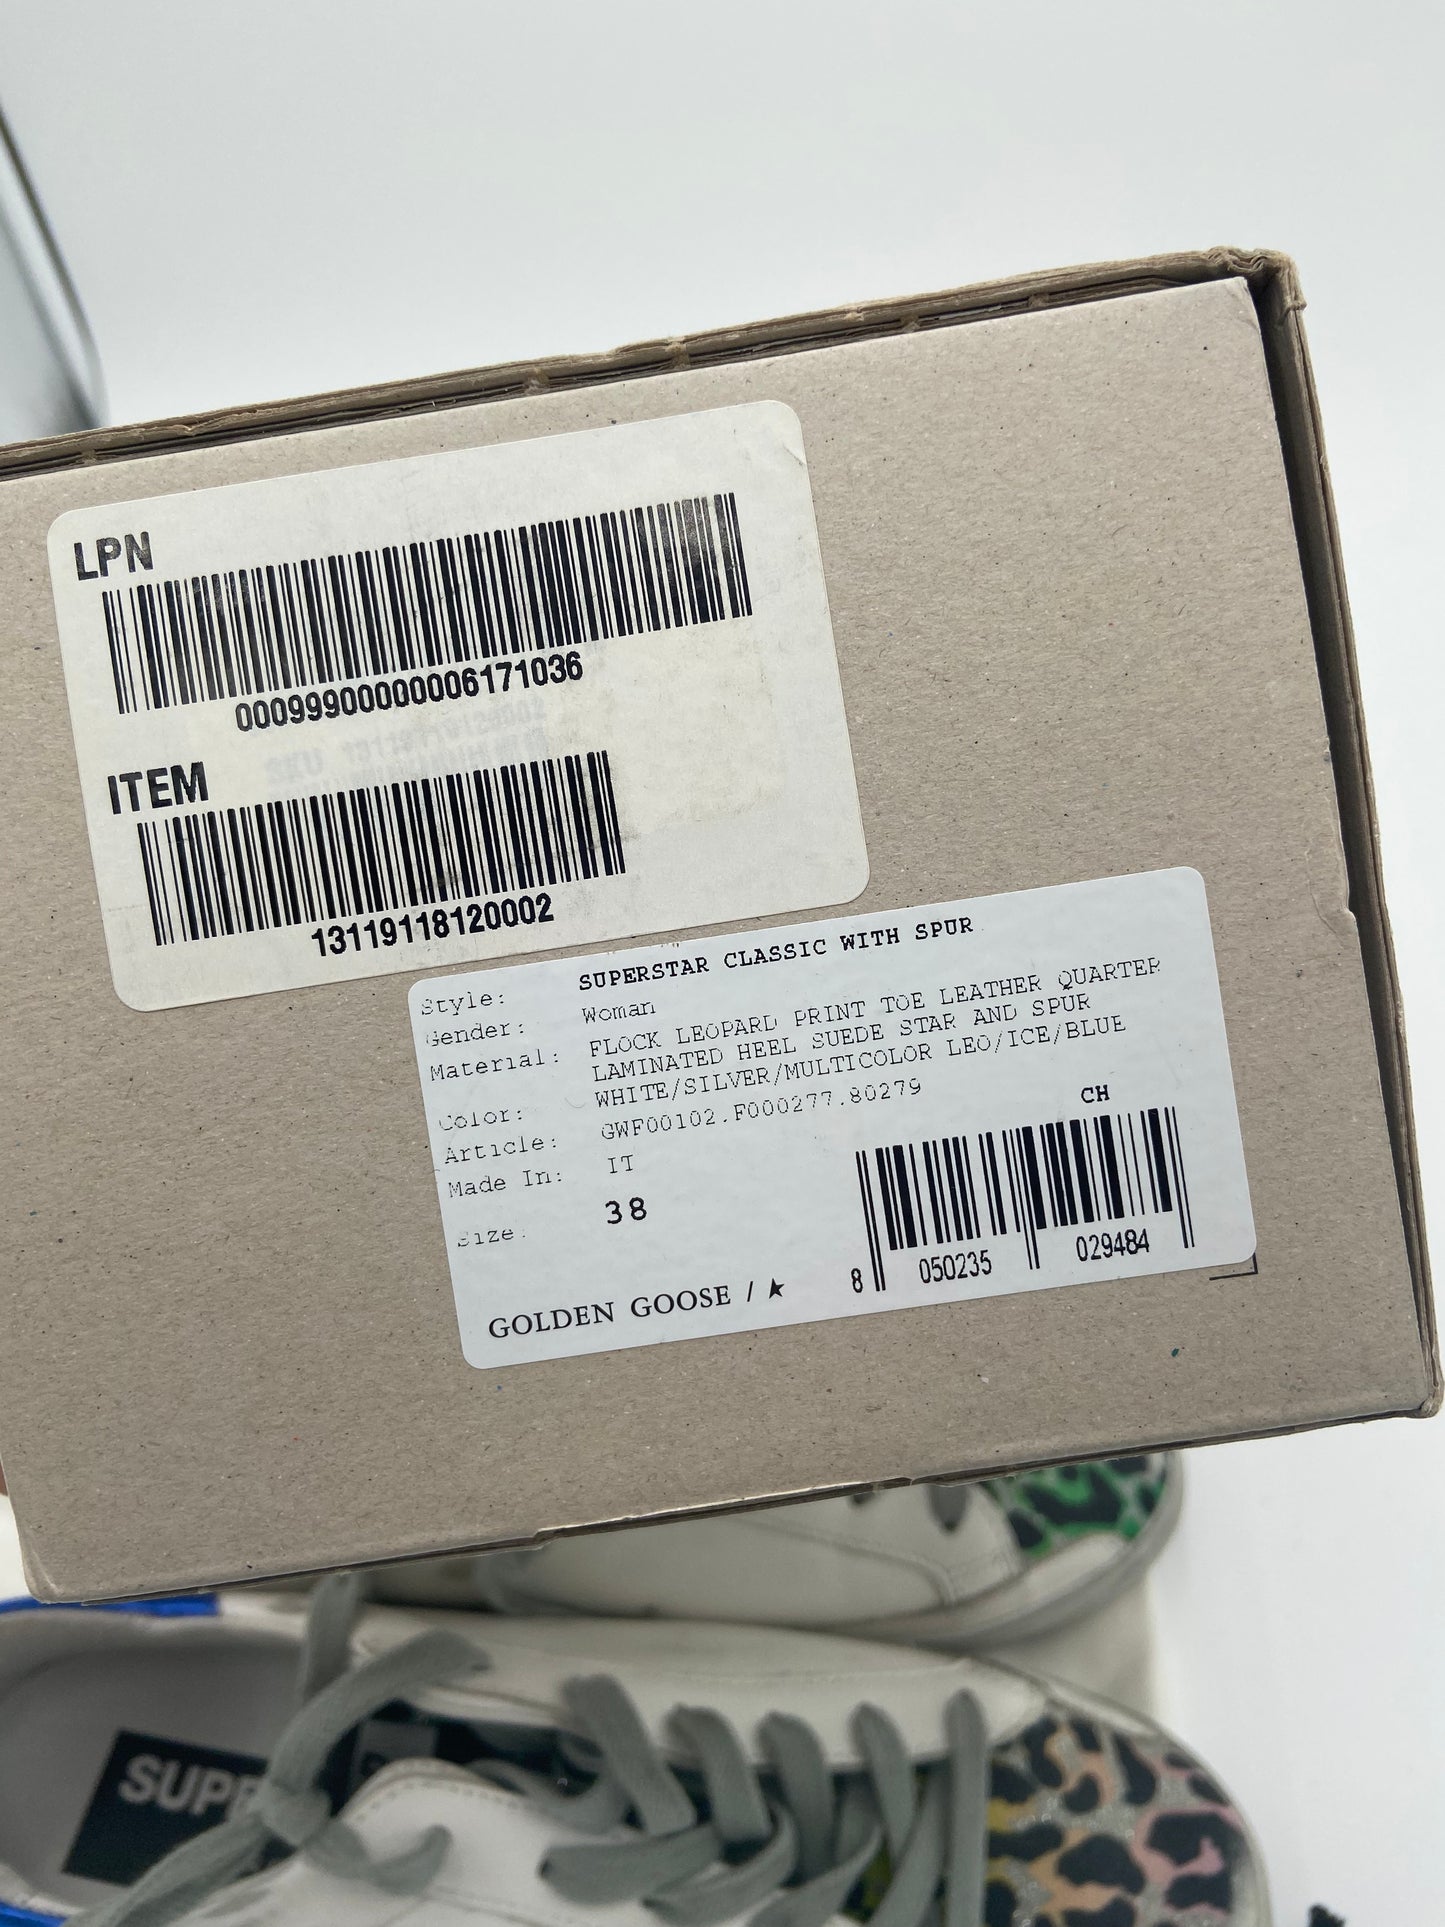 LPN
00099900000006171036
ITEM
13119118120002
Style: SUPERSTAR CLASSIC WITH SPUR
Gender: Woman
Material: FLOCK LEOPARD PRINT TOE LEATHER QUARTER
LAMINATED HEEL SUEDE STAR AND SPUR
Color: WHITE/SILVER/MULTICOLOR LEO/ICE/BLUE
Article: GWF00102.F000277.80279
Made In: IT
Size: 38
CH
8 050235 029484
GOLDEN GOOSE /
SUPE